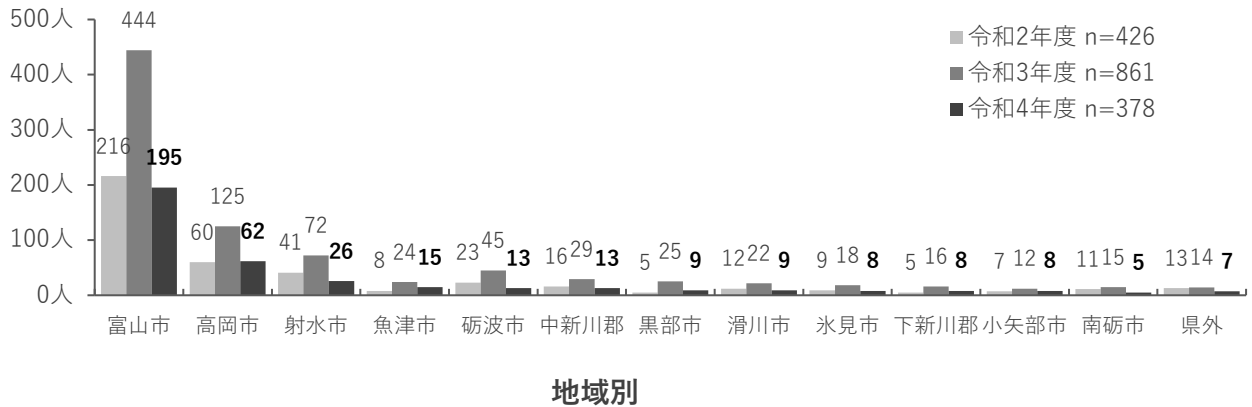 500人
400人
300人
200人
100人
0人
令和2年度 n=426
令和3年度 n=861
令和4年度 n=378
216 444 195
60 125 62
41 72 26
8 24 15
23 45 13
16 29 13
5 25 9
12 22 9
9 18 8
5 16 8
7 12 8
11 15 5
13 14 7
富山市 高岡市 射水市 魚津市 砺波市 中新川郡 黒部市 滑川市 氷見市 下新川郡 小矢部市 南砺市 県外
地域別